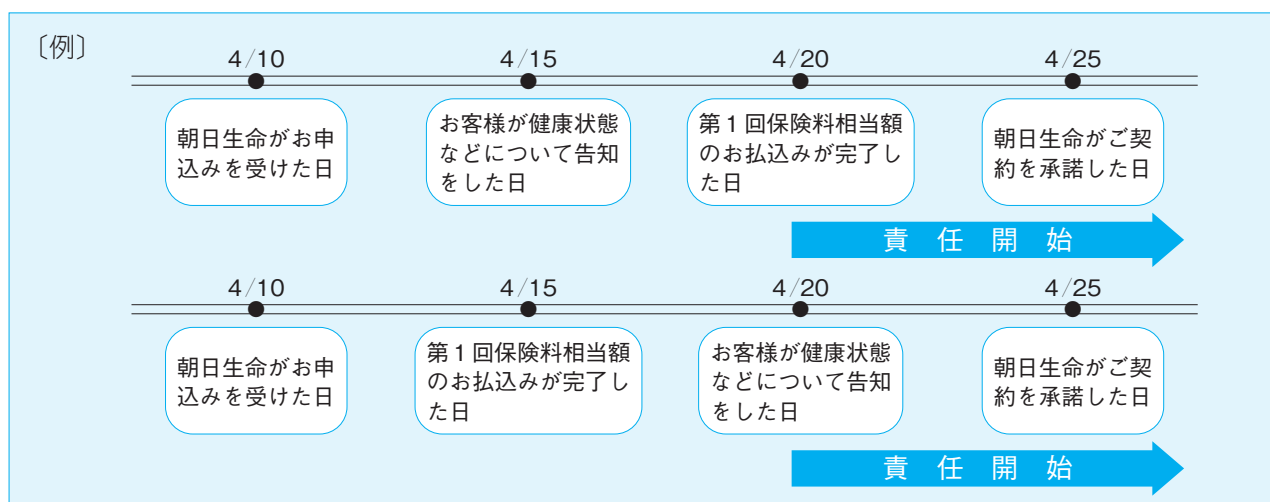 〔例〕
4/10 4/15 4/20 4/25
朝日生命がお申
込みを受けた日
お客様が健康状態
などについて告知
をした日
第1回保険料相当額
のお払込みが完了し
た日
朝日生命がご契
約を承諾した日
責任開始
4/10 4/15 4/20 4/25
朝日生命がお申
込みを受けた日
第1回保険料相当額
のお払込みが完了し
た日
お客様が健康状態
などについて告知
をした日
朝日生命がご契
約を承諾した日
責任開始